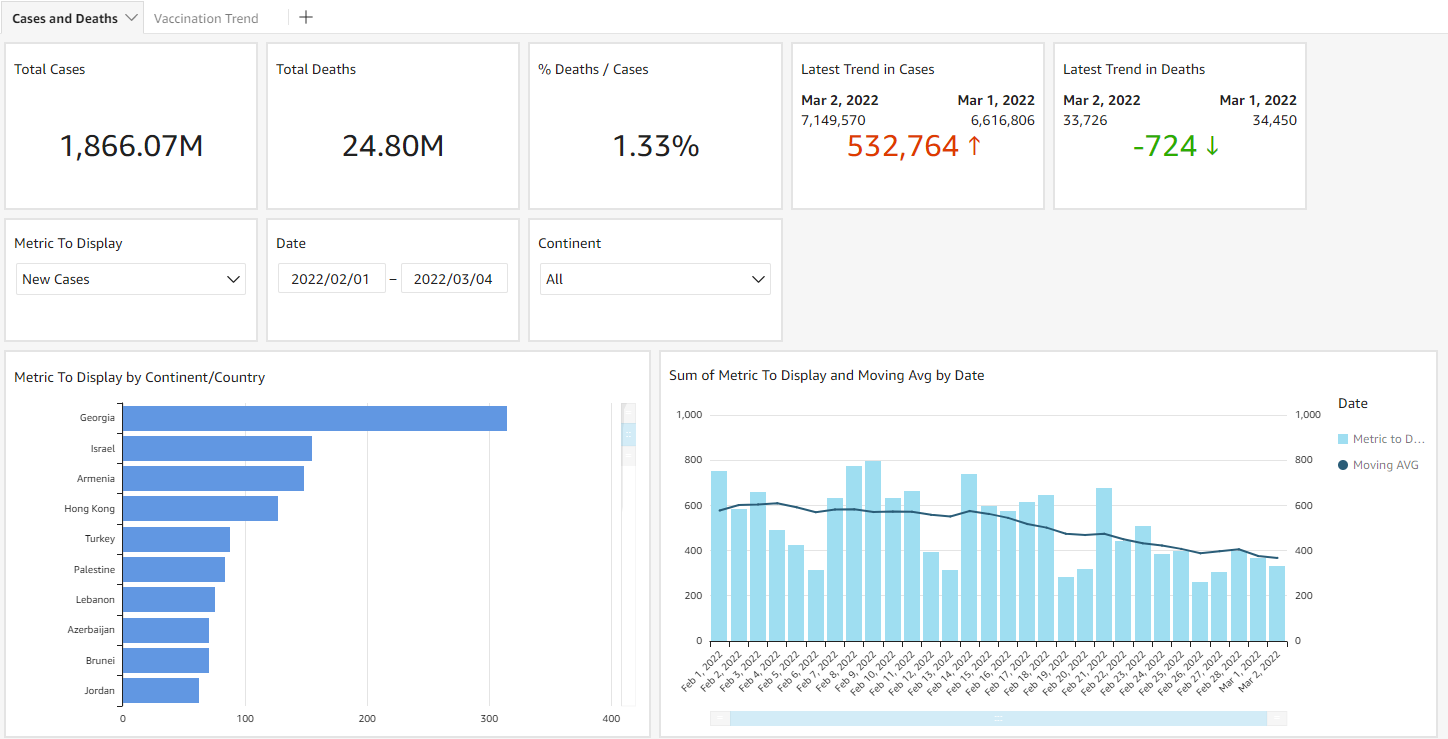 Cases and Deaths
Vaccination Trend
Total Cases
1,866.07M
Total Deaths
24.80M
% Deaths / Cases
1.33%
Latest Trend in Cases
Mar 2, 2022 Mar 1, 2022
7,149,570 6,616,806
532,764 ↑
Latest Trend in Deaths
Mar 2, 2022 Mar 1, 2022
33,726 34,450
-724 ↓
Metric To Display
New Cases
Date
2022/02/01 – 2022/03/04
Continent
All
Metric To Display by Continent/Country
Georgia
Israel
Armenia
Hong Kong
Turkey
Palestine
Lebanon
Azerbaijan
Brunei
Jordan
0 100 200 300 400
Sum of Metric To Display and Moving Avg by Date
1,000 1,000
800 800
600 600
400 400
200 200
0 0
Feb 1, 2022
Feb 2, 2022
Feb 3, 2022
Feb 4, 2022
Feb 5, 2022
Feb 6, 2022
Feb 7, 2022
Feb 8, 2022
Feb 9, 2022
Feb 10, 2022
Feb 11, 2022
Feb 12, 2022
Feb 13, 2022
Feb 14, 2022
Feb 15, 2022
Feb 16, 2022
Feb 17, 2022
Feb 18, 2022
Feb 19, 2022
Feb 20, 2022
Feb 21, 2022
Feb 22, 2022
Feb 23, 2022
Feb 24, 2022
Feb 25, 2022
Feb 26, 2022
Feb 27, 2022
Feb 28, 2022
Mar 1, 2022
Mar 2, 2022
Date
Metric to D...
Moving AVG